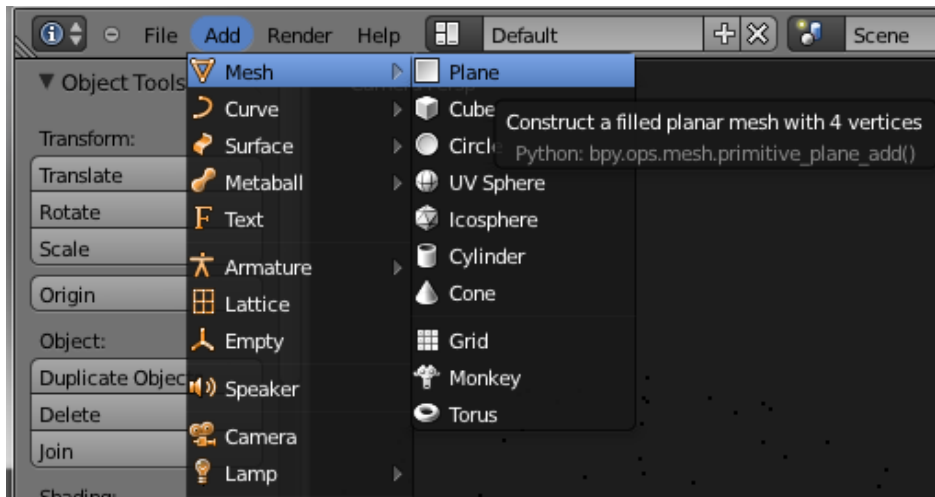 File Add Render Help Default Scene
Object Tools
Transform:
Translate
Rotate
Scale
Origin
Object:
Duplicate Objec
Delete
Join
Shading:
Mesh
Curve
Surface
Metaball
Text
Armature
Lattice
Empty
Speaker
Camera
Lamp
Plane
Cube
Circle
UV Sphere
Icosphere
Cylinder
Cone
Grid
Monkey
Torus
Construct a filled planar mesh with 4 vertices
Python: bpy.ops.mesh.primitive_plane_add()